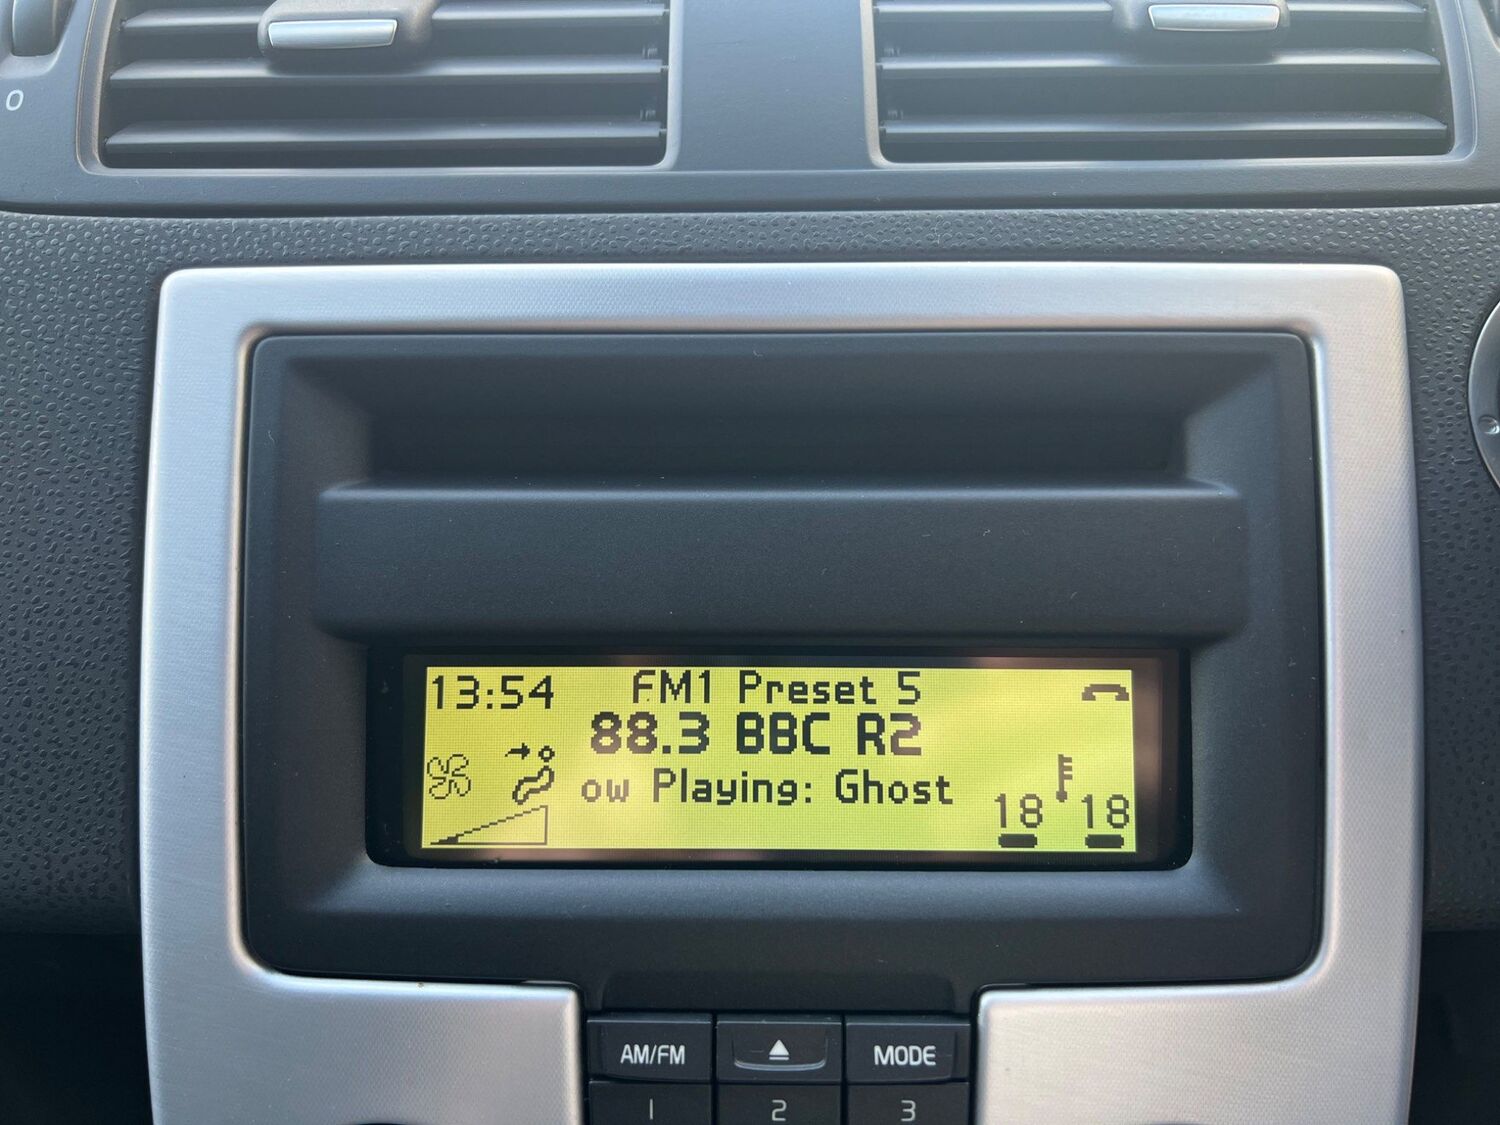 0
13:54 FM1 Preset 5
88.3 BBC R2
ow Playing: Ghost
18 18
AM/FM MODE
1 2 3